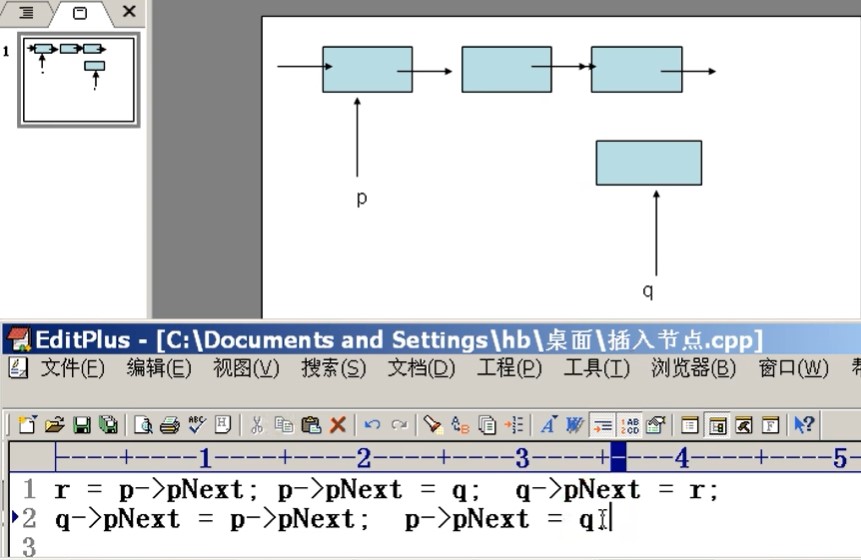 1
p
q
EditPlus - [C:\Documents and Settings\hb\桌面\插入节点.cpp]
文件(F) 编辑(E) 视图(V) 搜索(S) 文档(D) 工程(P) 工具(T) 浏览器(B) 窗口(W)
----+----1----+----2----+----3----+----4----+----5
1 r = p->pNext; p->pNext = q; q->pNext = r;
2 q->pNext = p->pNext; p->pNext = q
3